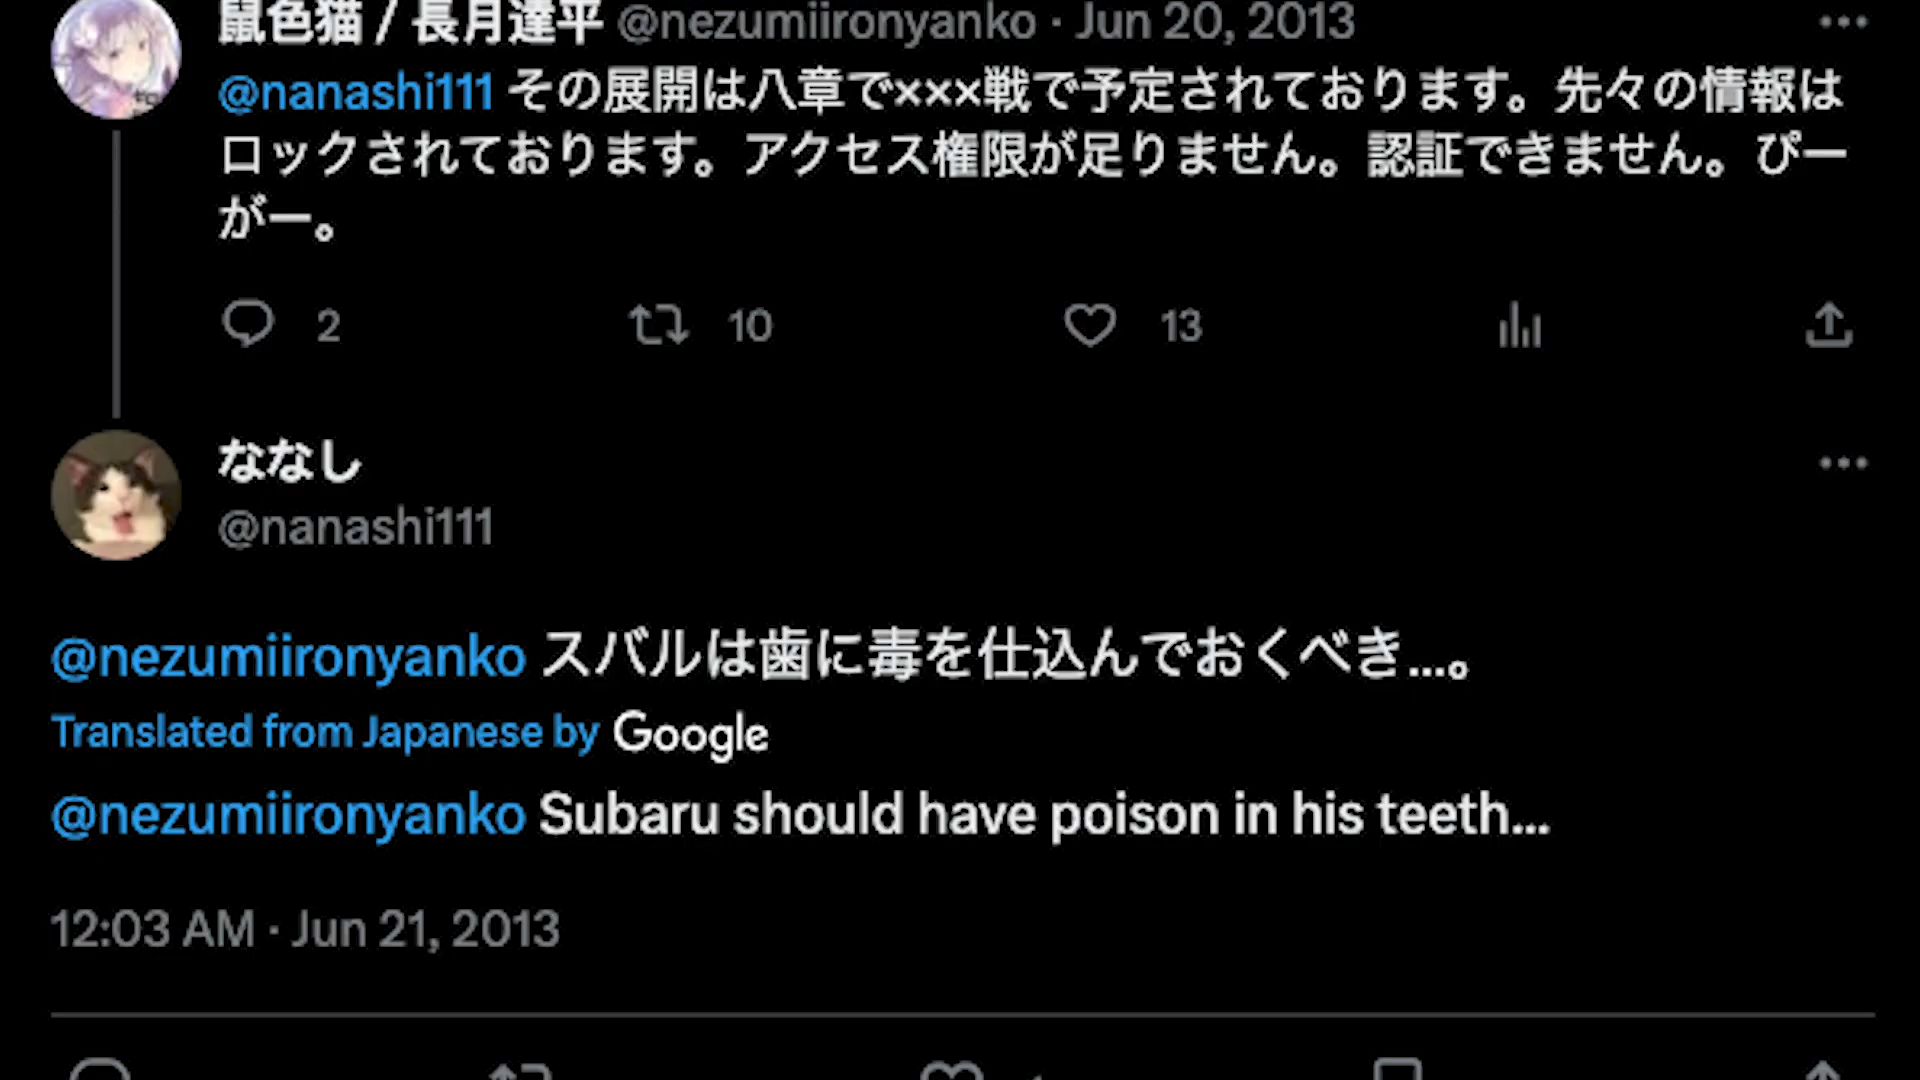 鼠色猫 / 長月達平 @nezumiironyanko · Jun 20, 2013
@nanashi111 その展開は八章で×××戦で予定されております。先々の情報は
ロックされております。アクセス権限が足りません。認証できません。ぴー
がー。
2 10 13
ななし
@nanashi111
@nezumiironyanko スバルは歯に毒を仕込んでおくべき...。
Translated from Japanese by Google
@nezumiironyanko Subaru should have poison in his teeth...
12:03 AM · Jun 21, 2013